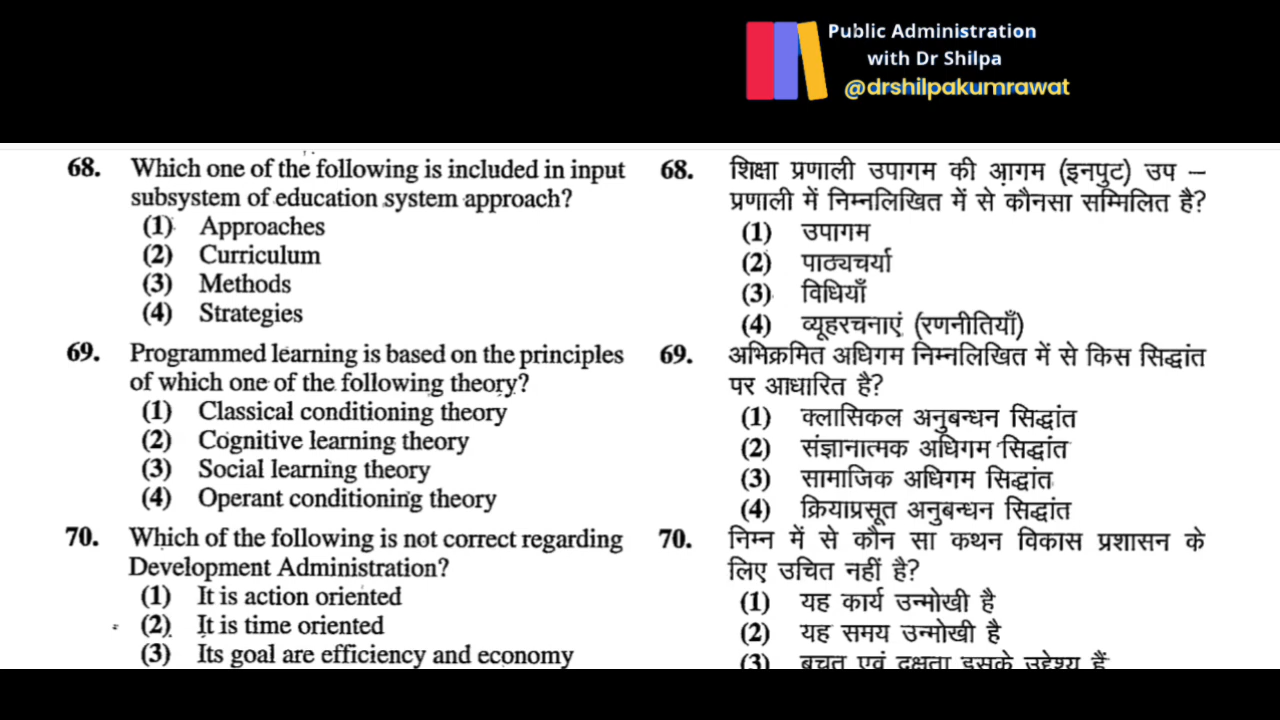 Public Administration
with Dr Shilpa
@drshilpakumrawat
68. Which one of the following is included in input
subsystem of education system approach?
(1) Approaches
(2) Curriculum
(3) Methods
(4) Strategies
69. Programmed learning is based on the principles
of which one of the following theory?
(1) Classical conditioning theory
(2) Cognitive learning theory
(3) Social learning theory
(4) Operant conditioning theory
70. Which of the following is not correct regarding
Development Administration?
(1) It is action oriented
(2) It is time oriented
(3) Its goal are efficiency and economy
68. शिक्षा प्रणाली उपागम की आगम (इनपुट) उप –
प्रणाली में निम्नलिखित में से कौनसा सम्मिलित है?
(1) उपागम
(2) पाठ्यचर्या
(3) विधियाँ
(4) व्यूहरचनाएं (रणनीतियाँ)
69. अभिक्रमित अधिगम निम्नलिखित में से किस सिद्धांत
पर आधारित है?
(1) क्लासिकल अनुबन्धन सिद्धांत
(2) संज्ञानात्मक अधिगम सिद्धांत
(3) सामाजिक अधिगम सिद्धांत
(4) क्रियाप्रसूत अनुबन्धन सिद्धांत
70. निम्न में से कौन सा कथन विकास प्रशासन के
लिए उचित नहीं है?
(1) यह कार्य उन्मोखी है
(2) यह समय उन्मोखी है
(3) बचत एवं दक्षता इसके उद्देश्य हैं